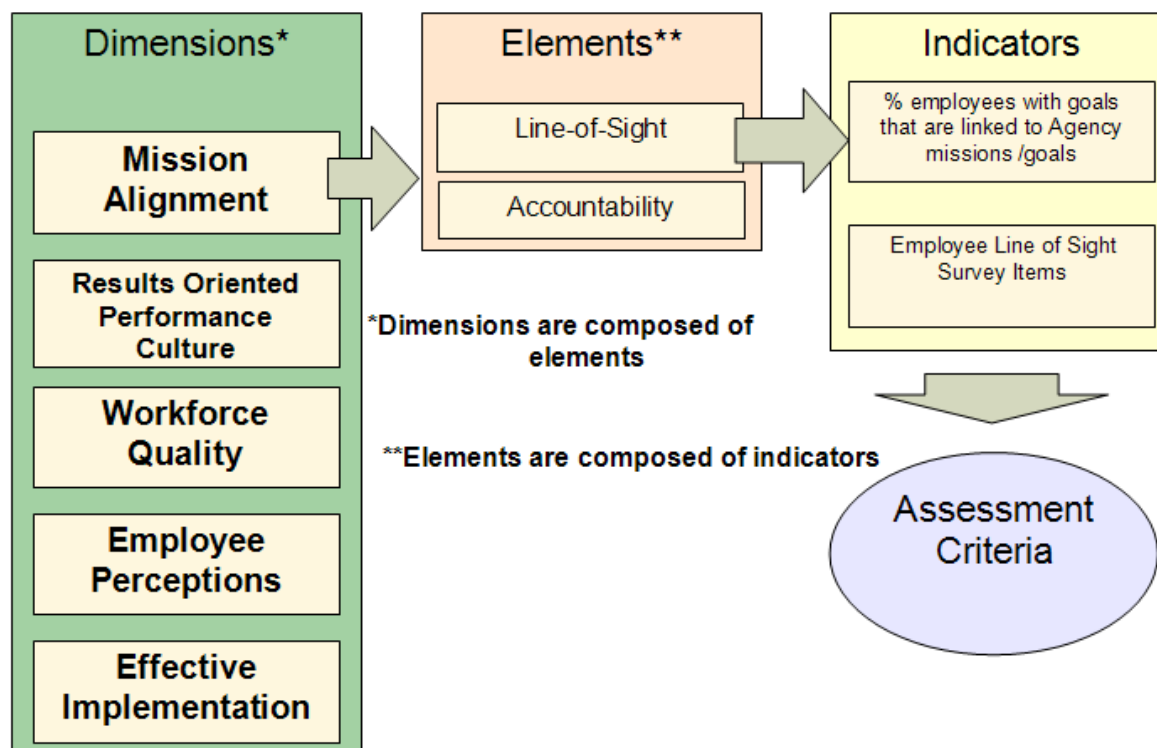 Dimensions*
Mission
Alignment
Results Oriented
Performance
Culture
Workforce
Quality
Employee
Perceptions
Effective
Implementation
Elements**
Line-of-Sight
Accountability
*Dimensions are composed of
elements
**Elements are composed of indicators
Indicators
% employees with goals
that are linked to Agency
missions /goals
Employee Line of Sight
Survey Items
Assessment
Criteria